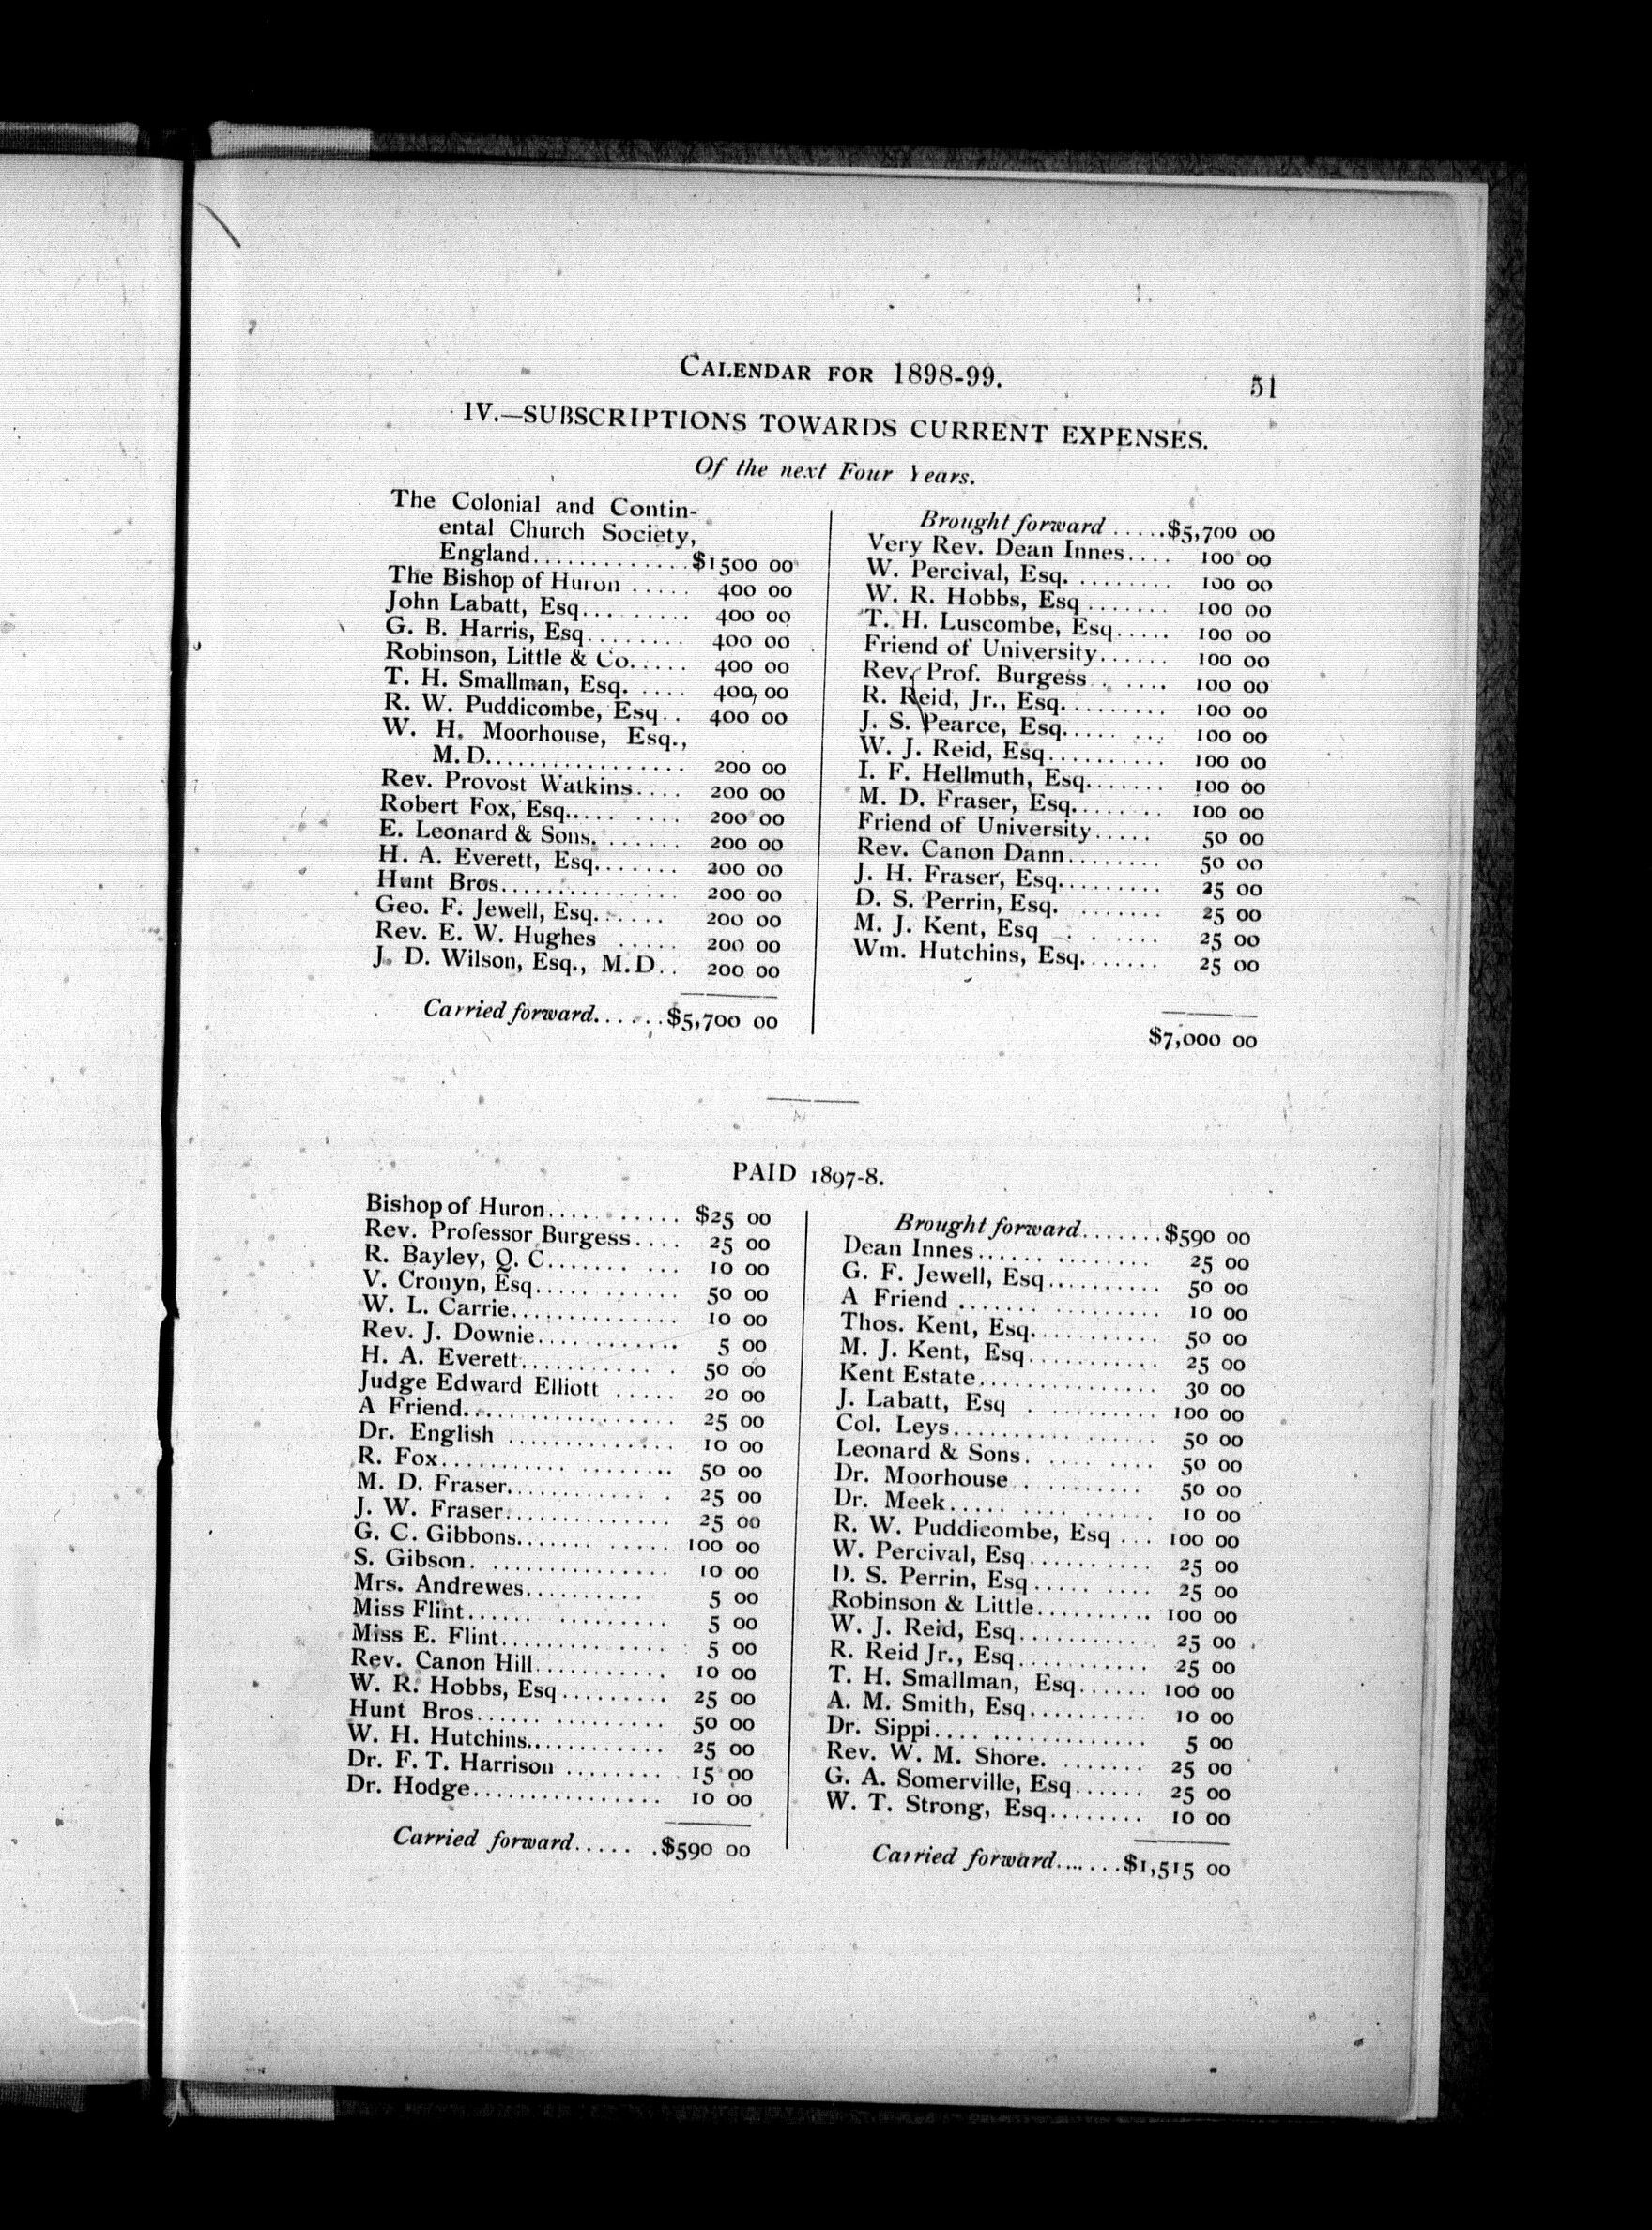 CALENDAR FOR 1898-99. 51
IV.—SUBSCRIPTIONS TOWARDS CURRENT EXPENSES.
Of the next Four Years.
The Colonial and Contin-
ental Church Society,
England.............$1500 00
The Bishop of Huron ..... 400 00
John Labatt, Esq......... 400 00
G. B. Harris, Esq........ 400 00
Robinson, Little & Co..... 400 00
T. H. Smallman, Esq. .... 400 00
R. W. Puddicombe, Esq.. 400 00
W. H. Moorhouse, Esq.,
M. D................. 200 00
Rev. Provost Watkins.... 200 00
Robert Fox, Esq..... .... 200 00
E. Leonard & Sons. ...... 200 00
H. A. Everett, Esq....... 200 00
Hunt Bros............... 200 00
Geo. F. Jewell, Esq...... 200 00
Rev. E. W. Hughes ..... 200 00
J. D. Wilson, Esq., M.D.. 200 00
Carried forward......$5,700 00
Brought forward .....$5,700 00
Very Rev. Dean Innes.... 100 00
W. Percival, Esq. ........ 100 00
W. R. Hobbs, Esq ....... 100 00
T. H. Luscombe, Esq..... 100 00
Friend of University...... 100 00
Rev. Prof. Burgess . .... 100 00
R. Reid, Jr., Esq......... 100 00
J. S. Pearce, Esq..... ... 100 00
W. J. Reid, Esq.......... 100 00
I. F. Hellmuth, Esq....... 100 00
M. D. Fraser, Esq........ 100 00
Friend of University..... 50 00
Rev. Canon Dann........ 50 00
J. H. Fraser, Esq......... 25 00
D. S. Perrin, Esq. ....... 25 00
M. J. Kent, Esq . . .... 25 00
Wm. Hutchins, Esq....... 25 00
$7,000 00
PAID 1897-8.
Bishop of Huron........... $25 00
Rev. Professor Burgess.... 25 00
R. Bayley, Q. C....... ... 10 00
V. Cronyn, Esq..... ...... 50 00
W. L. Carrie.............. 10 00
Rev. J. Downie............ 5 00
H. A. Everett........... . 50 00
Judge Edward Elliott ..... 20 00
A Friend.................. 25 00
Dr. English .............. 10 00
R. Fox........... ........ 50 00
M. D. Fraser............ . 25 00
J. W. Fraser.............. 25 00
G. C. Gibbons....... ...... 100 00
S. Gibson. ............... 10 00
Mrs. Andrewes.......... 5 00
Miss Flint...... ......... 5 00
Miss E. Flint.............. 5 00
Rev. Canon Hill........... 10 00
W. R. Hobbs, Esq......... 25 00
Hunt Bros...... ......... 50 00
W. H. Hutchins............ 25 00
Dr. F. T. Harrison ........ 15 00
Dr. Hodge................ 10 00
Carried forward..... .$590 00
Brought forward.......$590 00
Dean Innes...... ........ 25 00
G. F. Jewell, Esq......... 50 00
A Friend ....... ......... 10 00
Thos. Kent, Esq........... 50 00
M. J. Kent, Esq........... 25 00
Kent Estate............... 30 00
J. Labatt, Esq . ......... 100 00
Col. Leys................. 50 00
Leonard & Sons. .... .... 50 00
Dr. Moorhouse . ........ 50 00
Dr. Meek..... .... ...... 10 00
R. W. Puddicombe, Esq ... 100 00
W. Percival, Esq.......... 25 00
D. S. Perrin, Esq..... .... 25 00
Robinson & Little.......... 100 00
W. J. Reid, Esq........... 25 00
R. Reid Jr., Esq........... 25 00
T. H. Smallman, Esq...... 100 00
A. M. Smith, Esq.......... 10 00
Dr. Sippi.................. 5 00
Rev. W. M. Shore. ....... 25 00
G. A. Somerville, Esq...... 25 00
W. T. Strong, Esq........ 10 00
Carried forward.......$1,515 00